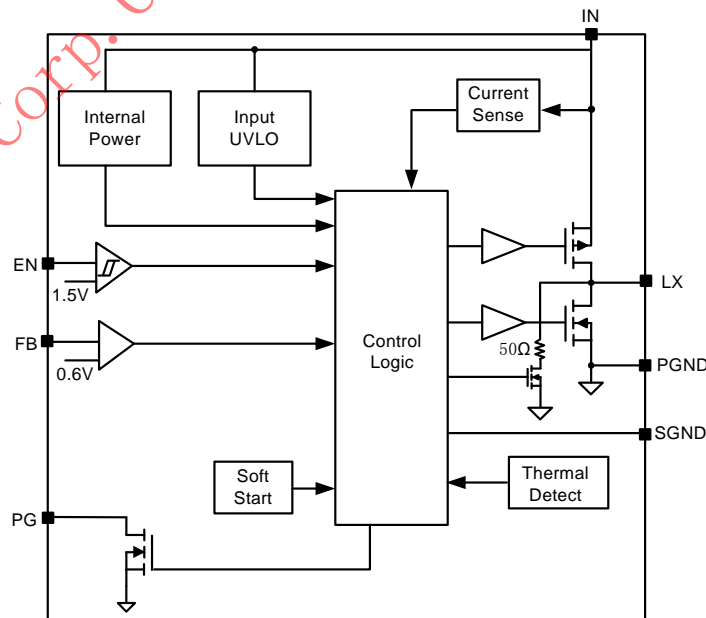 IN
Corp.
Internal
Power
Input
UVLO
Current
Sense
EN
1.5V
LX
FB
0.6V
Control
Logic
50Ω
PGND
SGND
Soft
Start
Thermal
Detect
PG